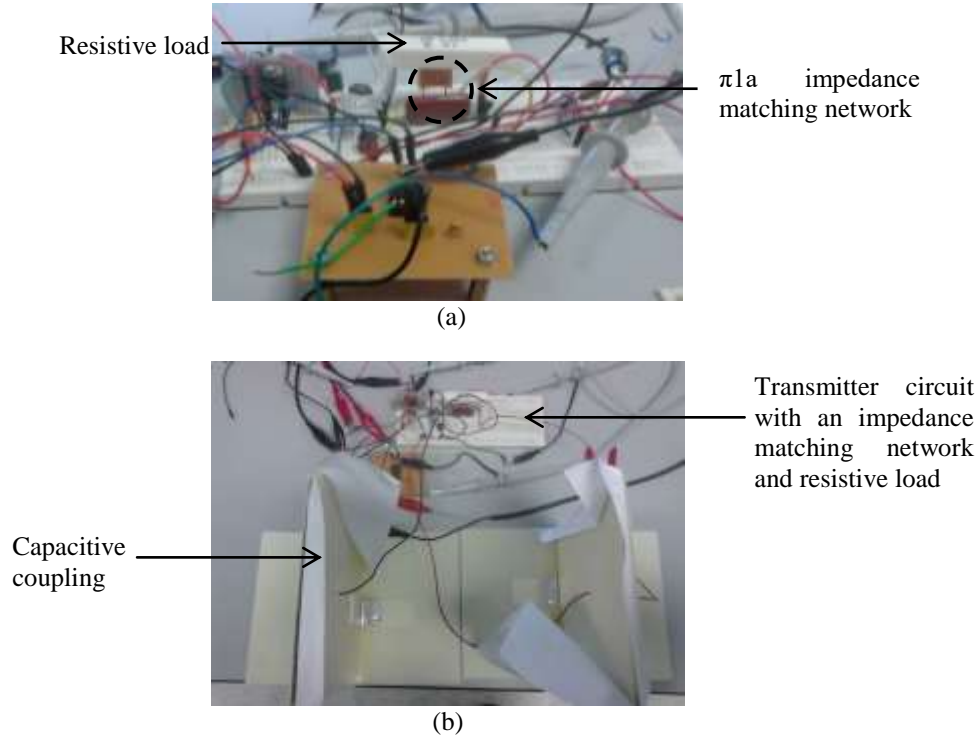 Resistive load
π1a impedance
matching network
(a)
Transmitter circuit
with an impedance
matching network
and resistive load
Capacitive
coupling
(b)